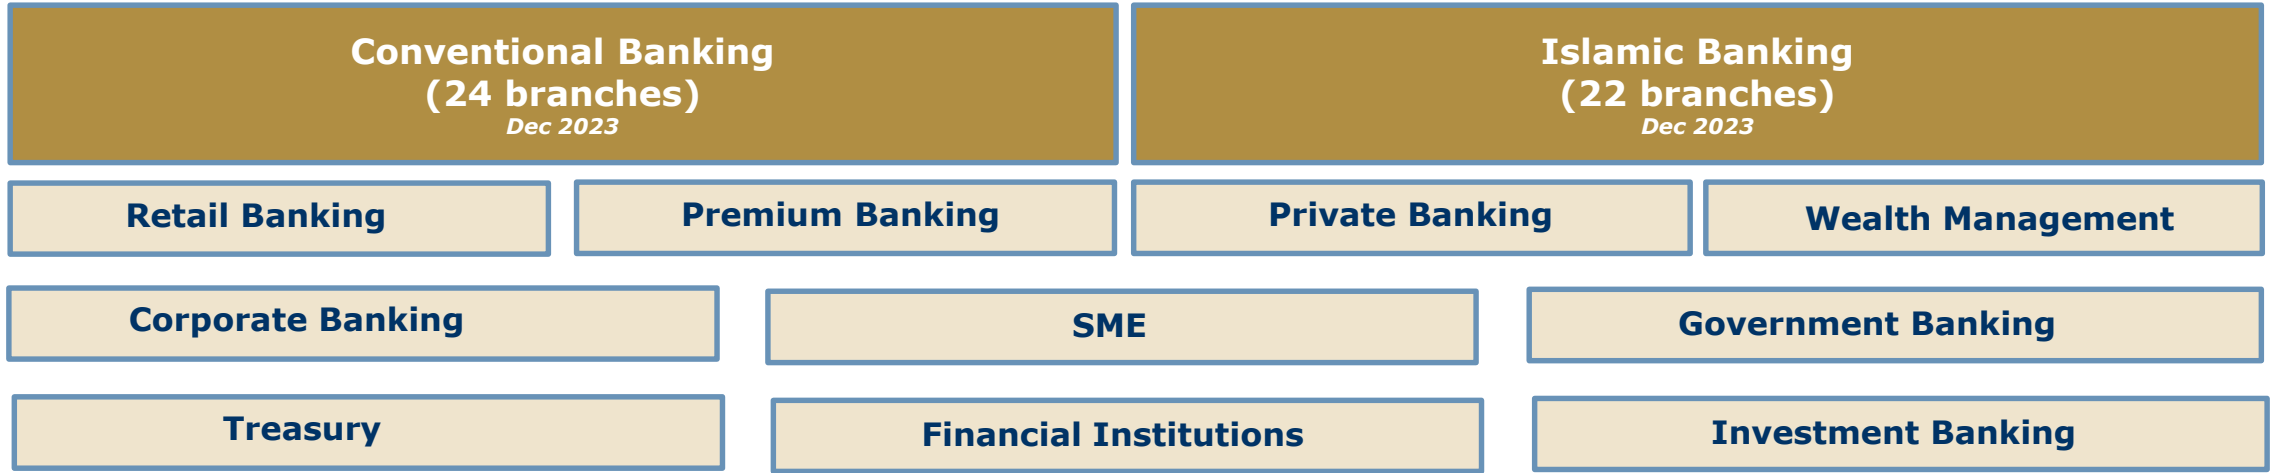 Conventional Banking
(24 branches)
Dec 2023
Islamic Banking
(22 branches)
Dec 2023
Retail Banking
Premium Banking
Private Banking
Wealth Management
Corporate Banking
SME
Government Banking
Treasury
Financial Institutions
Investment Banking